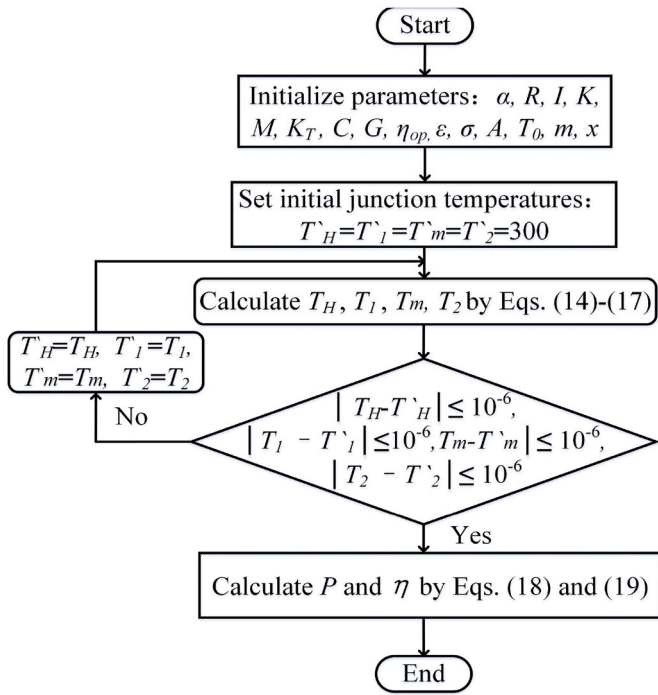 Start
Initialize parameters: α, R, I, K,
M, K_T, C, G, η_op, ε, σ, A, T_0, m, x
Set initial junction temperatures:
T`_H=T`_1=T`_m=T`_2=300
Calculate T_H, T_1, T_m, T_2 by Eqs. (14)-(17)
T`_H=T_H, T`_1=T_1,
T`_m=T_m, T`_2=T_2
No
| T_H-T`_H| ≤ 10^-6,
| T_1 - T`_1| ≤10^-6,T_m-T`_m| ≤ 10^-6,
| T_2 - T`_2| ≤ 10^-6
Yes
Calculate P and η by Eqs. (18) and (19)
End